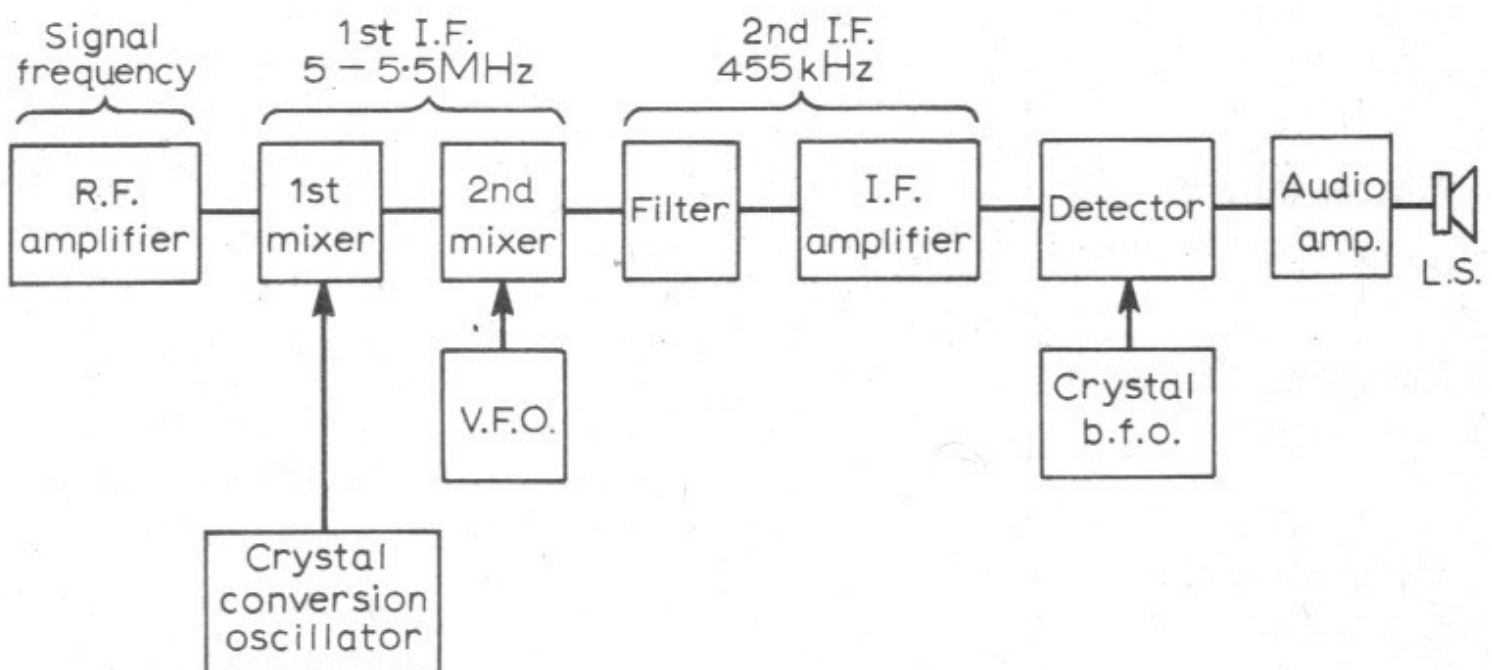 Signal
frequency
1st I.F.
5 – 5·5MHz
2nd I.F.
455kHz
R.F.
amplifier
1st
mixer
2nd
mixer
Filter
I.F.
amplifier
Detector
Audio
amp.
L.S.
V.F.O.
Crystal
b.f.o.
Crystal
conversion
oscillator